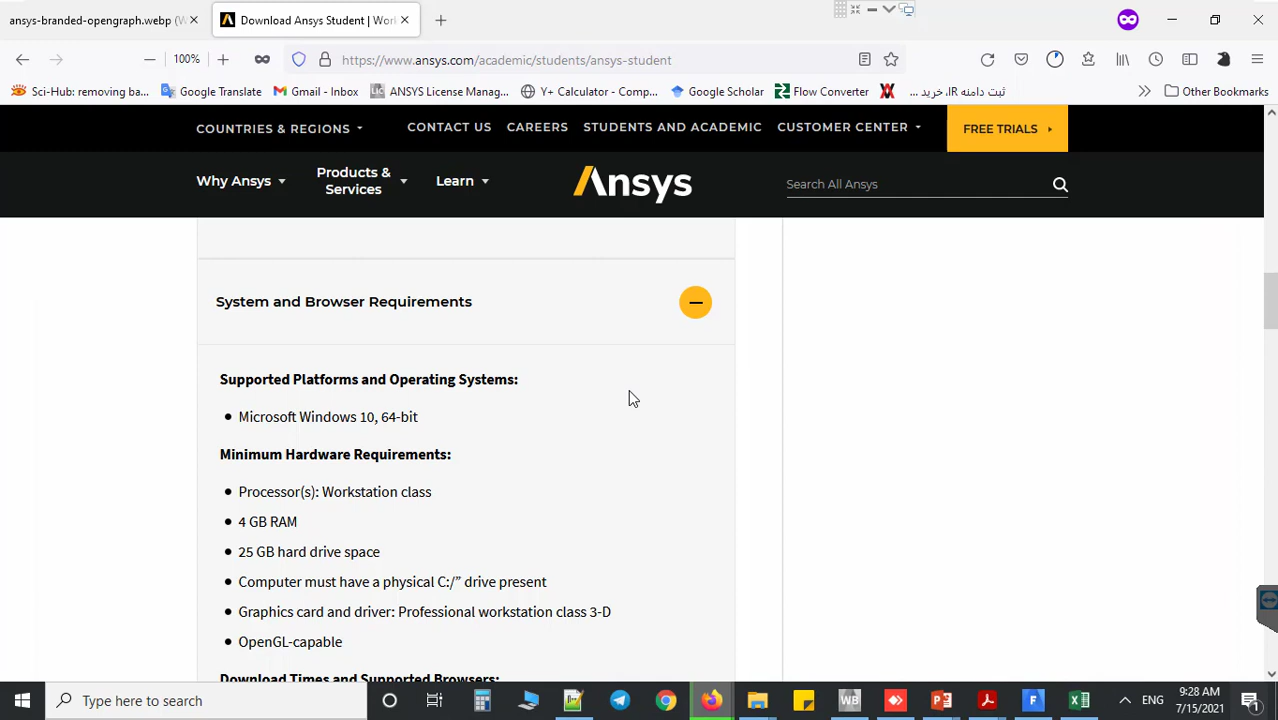 ansys-branded-opengraph.webp (W
Download Ansys Student | Wor
100%
https://www.ansys.com/academic/students/ansys-student
Sci-Hub: removing ba...
Google Translate
Gmail - Inbox
LIC
ANSYS License Manag...
Y+ Calculator - Comp...
Google Scholar
Flow Converter
ثبت دامنه IR، خرید ...
Other Bookmarks
COUNTRIES & REGIONS
CONTACT US
CAREERS
STUDENTS AND ACADEMIC
CUSTOMER CENTER
FREE TRIALS
Why Ansys
Products &
Services
Learn
Ansys
Search All Ansys
System and Browser Requirements
Supported Platforms and Operating Systems:
• Microsoft Windows 10, 64-bit
Minimum Hardware Requirements:
• Processor(s): Workstation class
• 4 GB RAM
• 25 GB hard drive space
• Computer must have a physical C:/” drive present
• Graphics card and driver: Professional workstation class 3-D
• OpenGL-capable
Download Times and Supported Browsers:
Type here to search
WB
F
ENG
9:28 AM
7/15/2021
1